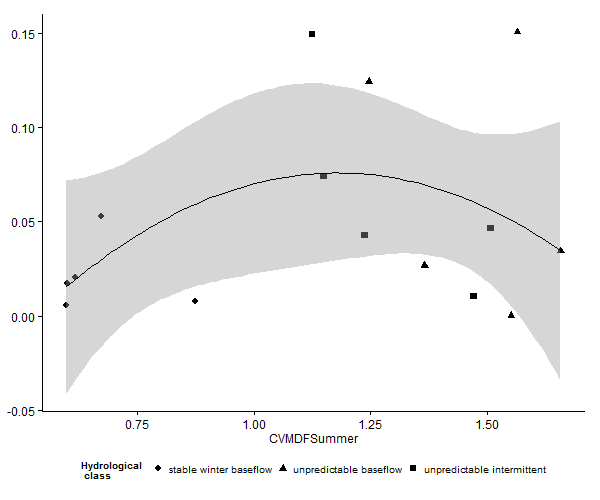 0.15
0.10
0.05
0.00
-0.05
0.75 1.00 1.25 1.50
CVMDFSummer
Hydrological
class
stable winter baseflow unpredictable baseflow unpredictable intermittent